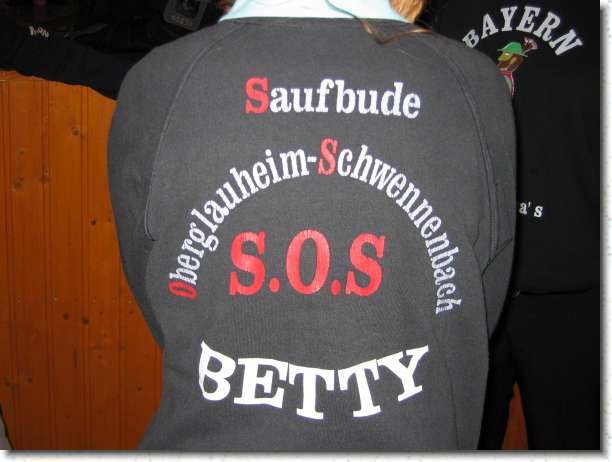 Saufbude
Oberglauheim-Schwennenbach
S.O.S
BETTY
BAYERN
a's